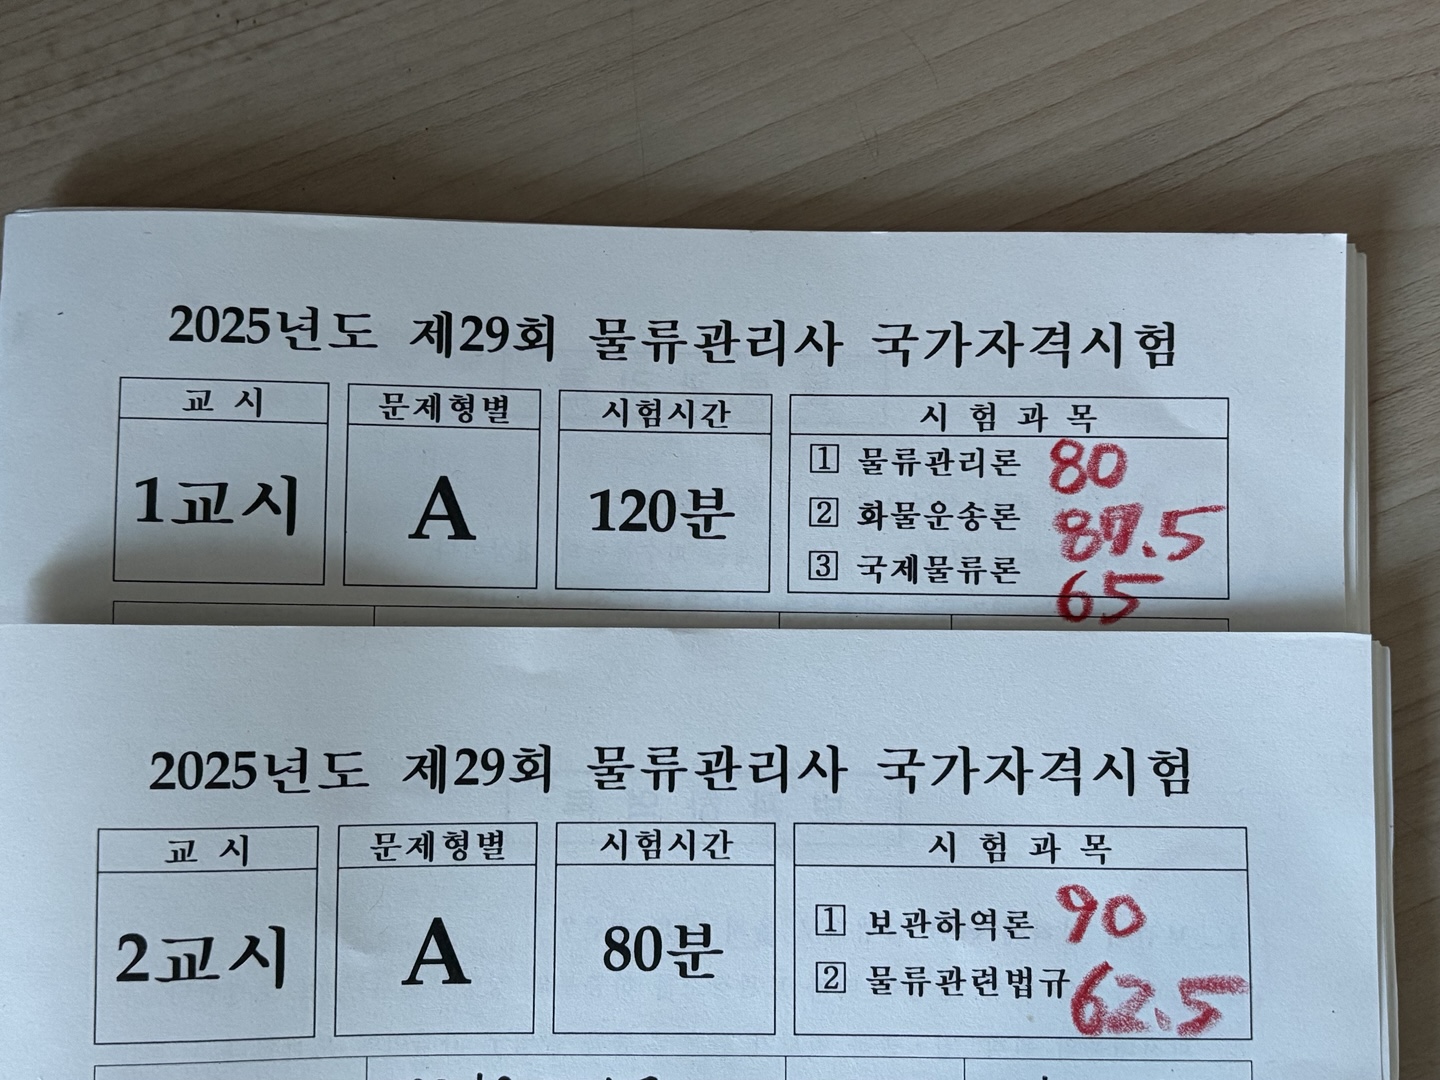 2025년도 제29회 물류관리사 국가자격시험
교 시 문제형별 시험시간 시 험 과 목
1교시 A 120분
1 물류관리론 80
2 화물운송론 87.5
3 국제물류론 65
2025년도 제29회 물류관리사 국가자격시험
교 시 문제형별 시험시간 시 험 과 목
2교시 A 80분
1 보관하역론 90
2 물류관련법규 62.5